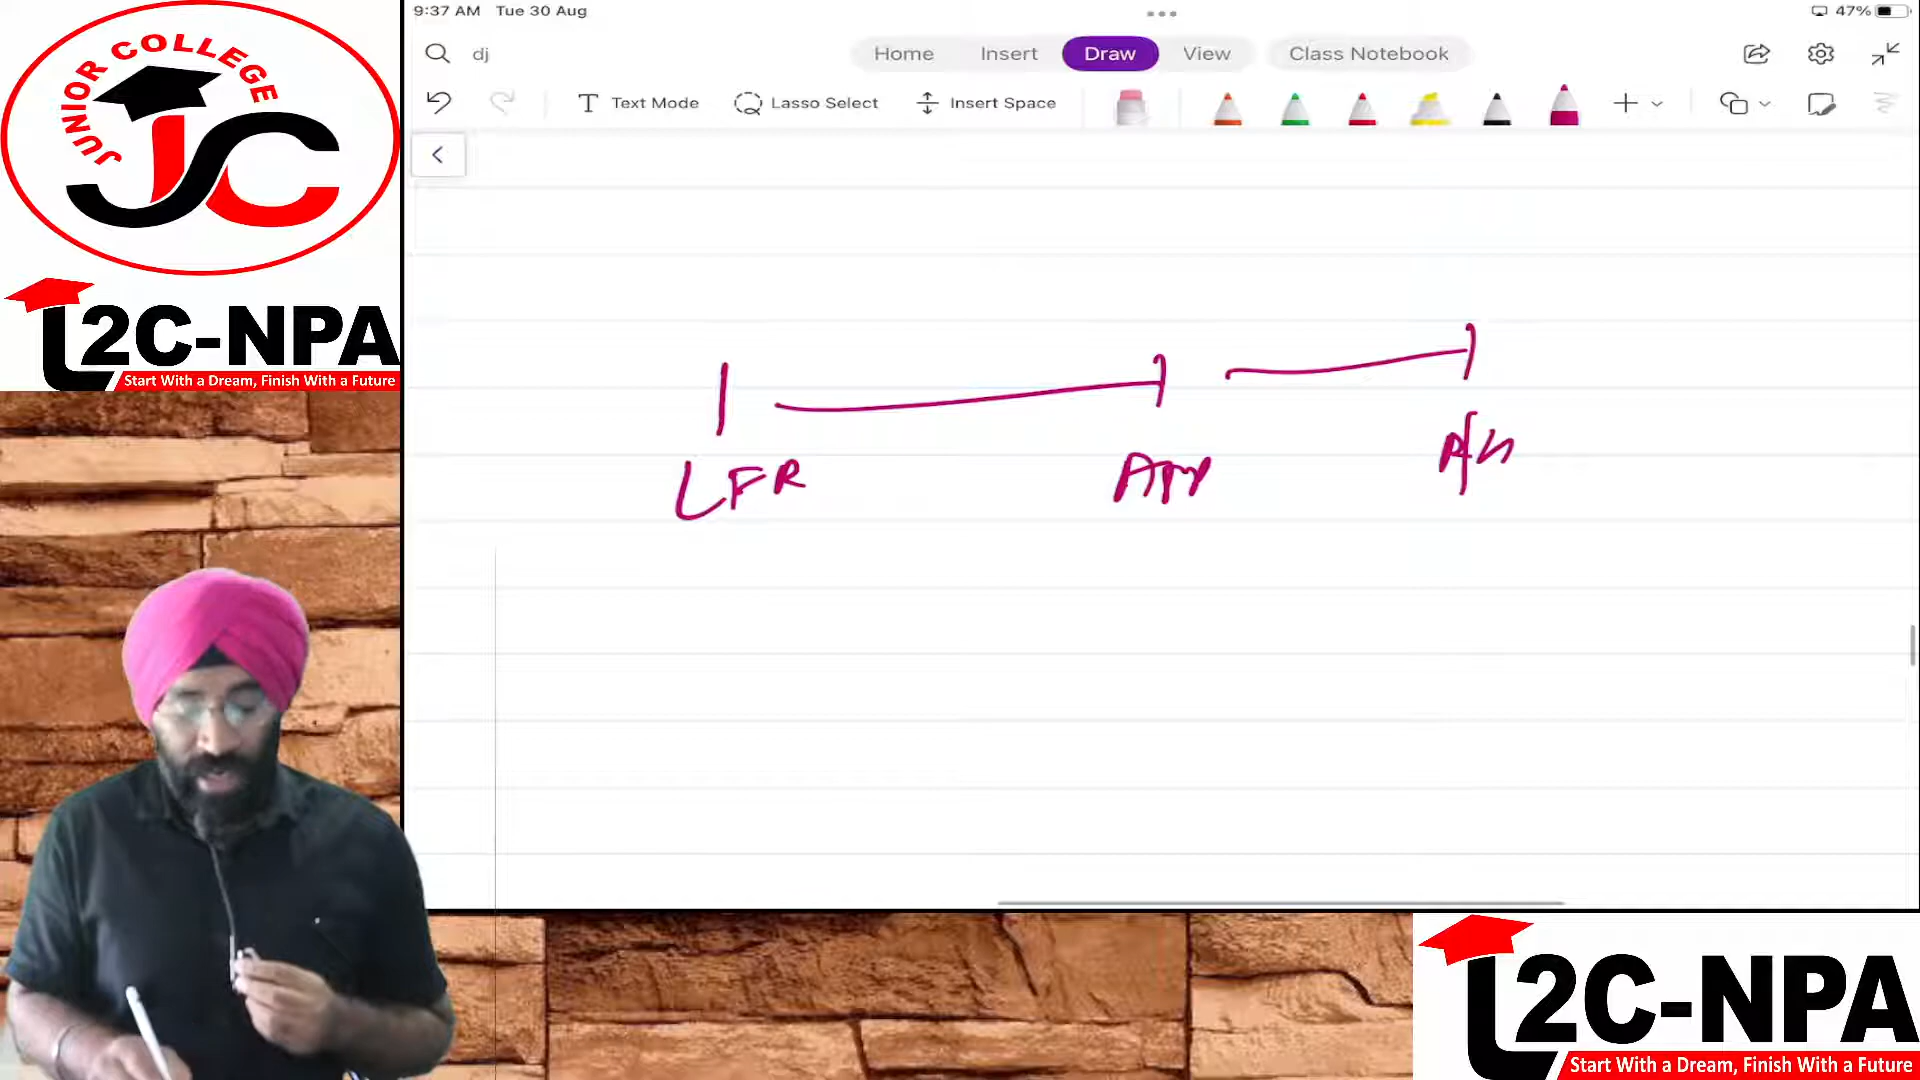 JUNIOR COLLEGE
JC
L2C-NPA
Start With a Dream, Finish With a Future
9:37 AM Tue 30 Aug
47%
dj
Home Insert Draw View Class Notebook
Text Mode Lasso Select Insert Space
LFR
App
L2C-NPA
Start With a Dream, Finish With a Future